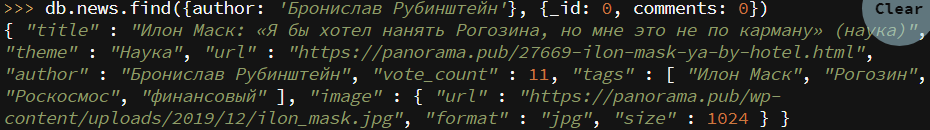 >>> db.news.find({author: 'Бронислав Рубинштейн'}, {_id: 0, comments: 0})
Clear
{ "title" : "Илон Маск: «Я бы хотел нанять Рогозина, но мне это не по карману» (наука)",
"theme" : "Наука", "url" : "https://panorama.pub/27669-ilon-mask-ya-by-hotel.html",
"author" : "Бронислав Рубинштейн", "vote_count" : 11, "tags" : [ "Илон Маск", "Рогозин",
"Роскосмос", "финансовый" ], "image" : { "url" : "https://panorama.pub/wp-
content/uploads/2019/12/ilon_mask.jpg", "format" : "jpg", "size" : 1024 } }